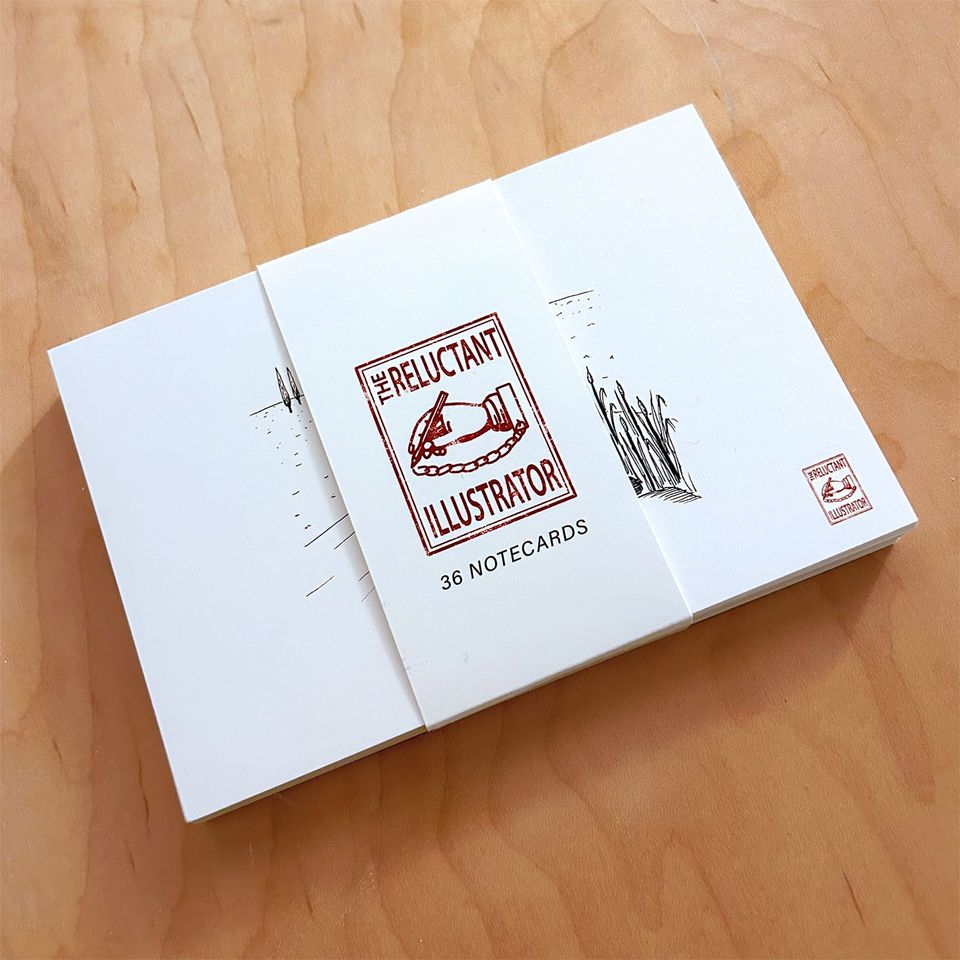 THE RELUCTANT
ILLUSTRATOR
36 NOTECARDS
THE RELUCTANT
ILLUSTRATOR